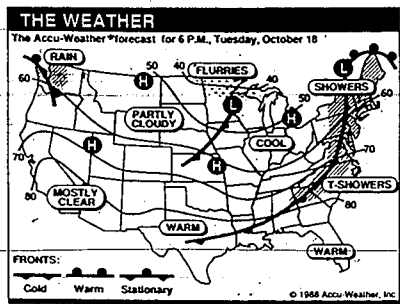 THE WEATHER
The Accu-Weather® forecast for 6 P.M., Tuesday, October 18
RAIN
50
40
FLURRIES
40
SHOWERS
60
H
L
L
50
60
H
PARTLY CLOUDY
H
COOL
70
H
70
80
MOSTLY CLEAR
T-SHOWERS
80
WARM
WARM
FRONTS:
Cold Warm Stationary
© 1988 Accu-Weather, Inc